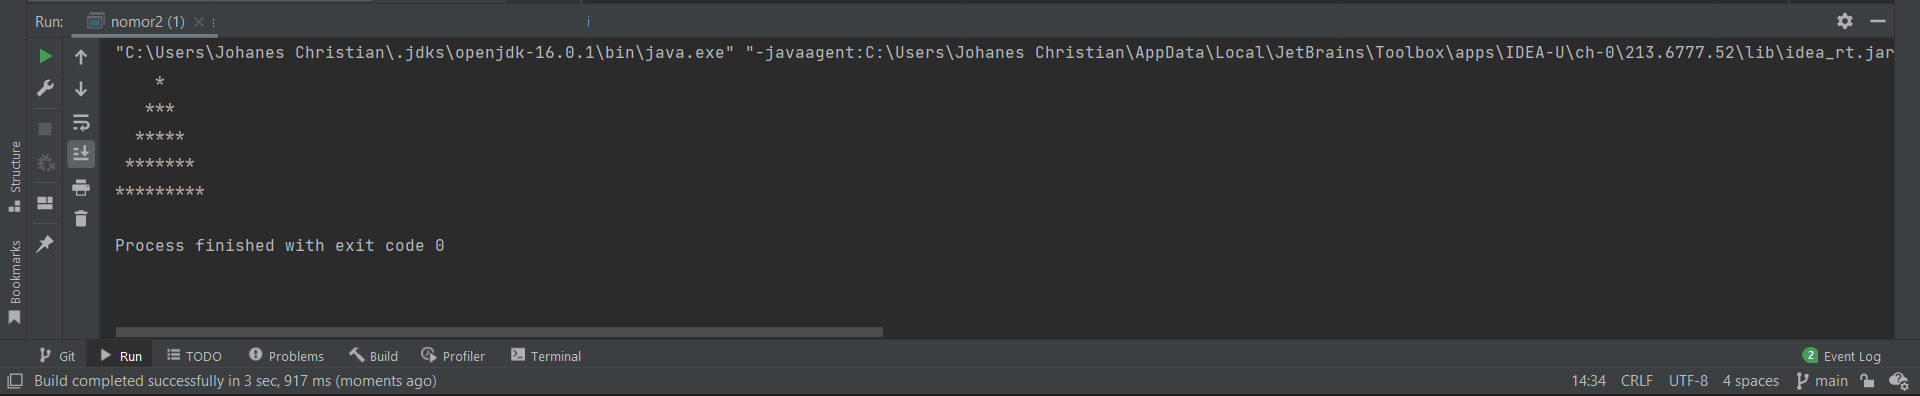 Run: nomor2 (1)
"C:\Users\Johanes Christian\.jdks\openjdk-16.0.1\bin\java.exe" "-javaagent:C:\Users\Johanes Christian\AppData\Local\JetBrains\Toolbox\apps\IDEA-U\ch-0\213.6777.52\lib\idea_rt.jar
    *
   ***
  *****
 *******
*********
Process finished with exit code 0
Structure
Bookmarks
Git Run TODO Problems Build Profiler Terminal 2 Event Log
Build completed successfully in 3 sec, 917 ms (moments ago) 14:34 CRLF UTF-8 4 spaces main